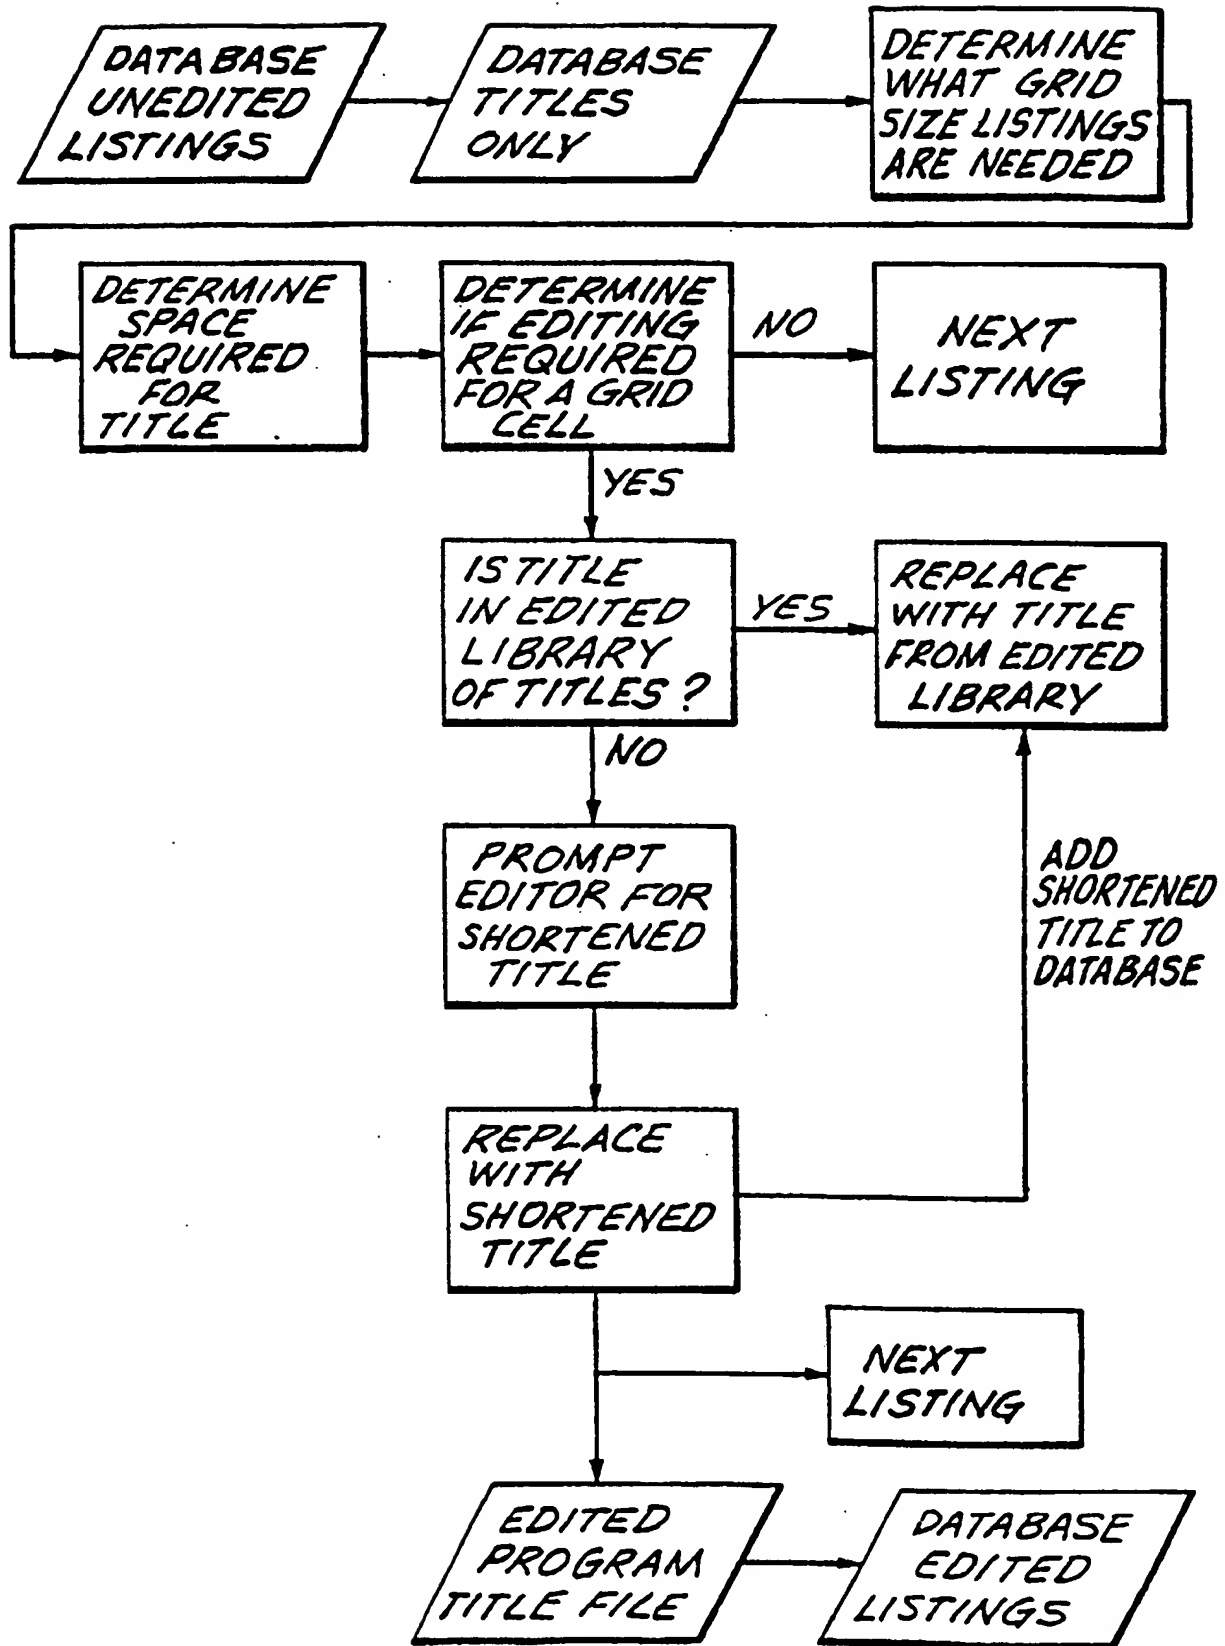 DATABASE
UNEDITED
LISTINGS
DATABASE
TITLES
ONLY
DETERMINE
WHAT GRID
SIZE LISTINGS
ARE NEEDED
DETERMINE
SPACE
REQUIRED
FOR
TITLE
DETERMINE
IF EDITING
REQUIRED
FOR A GRID
CELL
NO
NEXT
LISTING
YES
IS TITLE
IN EDITED
LIBRARY
OF TITLES?
YES
REPLACE
WITH TITLE
FROM EDITED
LIBRARY
NO
PROMPT
EDITOR FOR
SHORTENED
TITLE
ADD
SHORTENED
TITLE TO
DATABASE
REPLACE
WITH
SHORTENED
TITLE
NEXT
LISTING
EDITED
PROGRAM
TITLE FILE
DATABASE
EDITED
LISTINGS